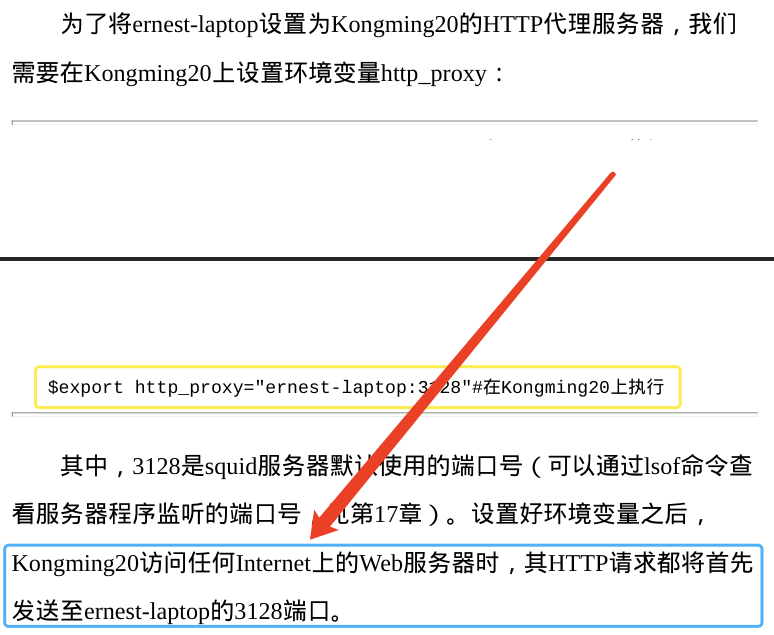 为了将ernest-laptop设置为Kongming20的HTTP代理服务器，我们
需要在Kongming20上设置环境变量http_proxy：
$export http_proxy="ernest-laptop:3128"#在Kongming20上执行
其中，3128是squid服务器默认使用的端口号（可以通过lsof命令查
看服务器程序监听的端口号，见第17章）。设置好环境变量之后，
Kongming20访问任何Internet上的Web服务器时，其HTTP请求都将首先
发送至ernest-laptop的3128端口。